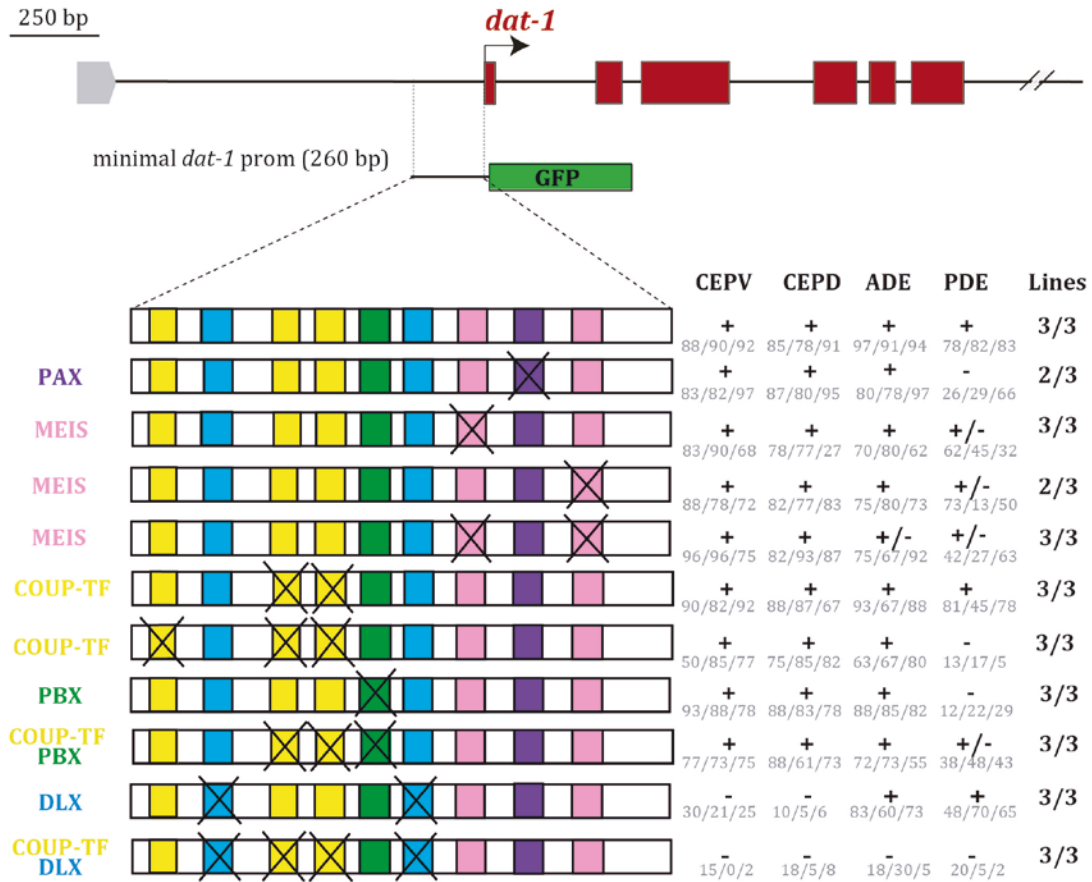 250 bp
dat-1
minimal dat-1 prom (260 bp)
GFP
CEPV CEPD ADE PDE Lines
+ + + + 3/3
88/90/92 85/78/91 97/91/94 78/82/83
PAX + + + - 2/3
83/82/97 87/80/95 80/78/97 26/29/66
MEIS + + + +/- 3/3
83/90/68 78/77/27 70/80/62 62/45/32
MEIS + + + +/- 2/3
88/78/72 82/77/83 75/80/73 73/13/50
MEIS + + +/- +/- 3/3
96/96/75 82/93/87 75/67/92 42/27/63
COUP-TF + + + + 3/3
90/82/92 88/87/67 93/67/88 81/45/78
COUP-TF + + + - 3/3
50/85/77 75/85/82 63/67/80 13/17/5
PBX + + + - 3/3
93/88/78 88/83/78 88/85/82 12/22/29
COUP-TF
PBX + + + +/- 3/3
77/73/75 88/61/73 72/73/55 38/48/43
DLX - - + + 3/3
30/21/25 10/5/6 83/60/73 48/70/65
COUP-TF
DLX - - - - 3/3
15/0/2 18/5/8 18/30/5 20/5/2